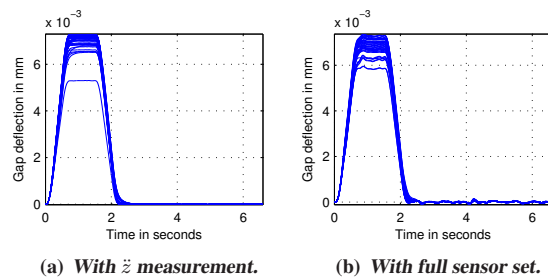 x 10⁻³
6
4
2
0
Gap deflection in mm
0 2 4 6
Time in seconds
(a) With z̈ measurement.
x 10⁻³
6
4
2
0
Gap deflection in mm
0 2 4 6
Time in seconds
(b) With full sensor set.